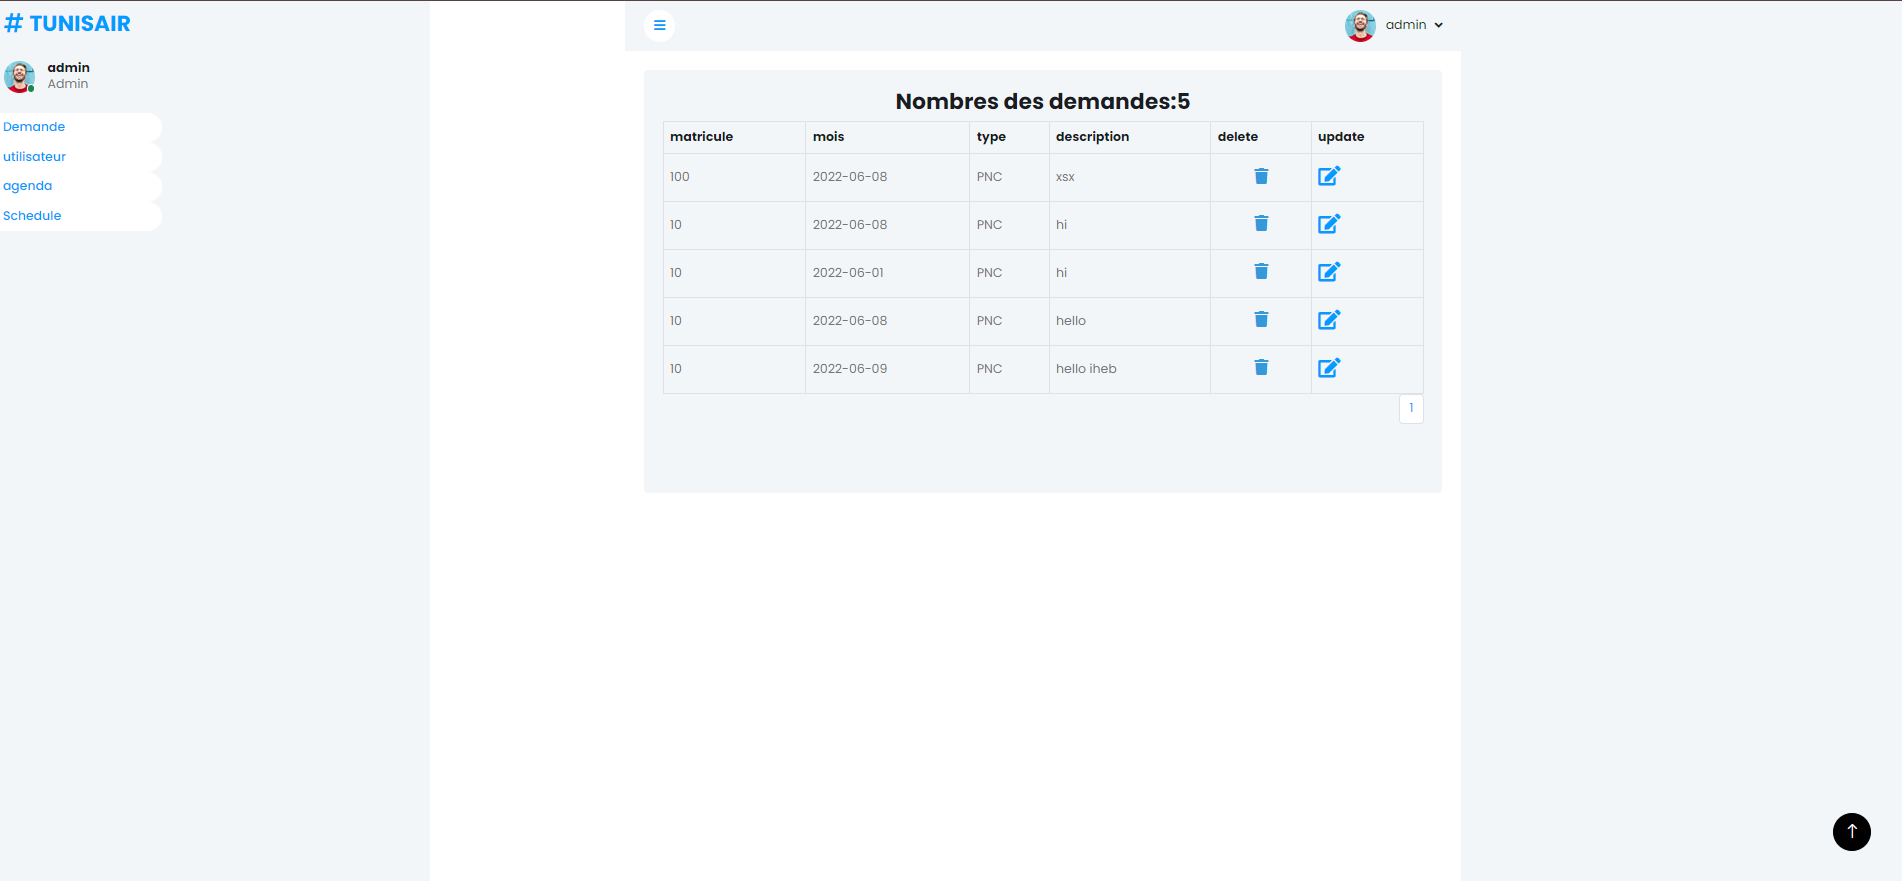 # TUNISAIR
admin
Admin
Demande
utilisateur
agenda
Schedule
admin
Nombres des demandes:5
matricule mois type description delete update
100 2022-06-08 PNC xsx
10 2022-06-08 PNC hi
10 2022-06-01 PNC hi
10 2022-06-08 PNC hello
10 2022-06-09 PNC hello iheb
1